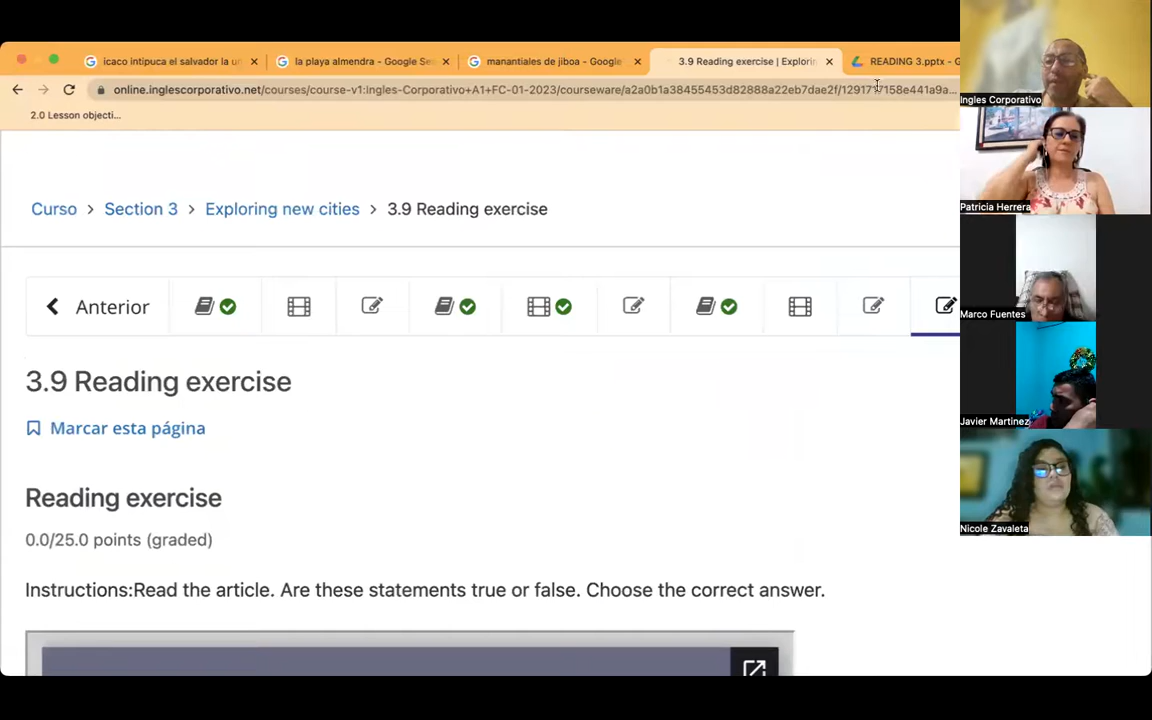 icaco intipuca el salvador la u
la playa almendra - Google Se
manantiales de jiboa - Google
3.9 Reading exercise | Explorin
READING 3.pptx - G
online.inglescorporativo.net/courses/course-v1:Ingles-Corporativo+A1+FC-01-2023/courseware/
2.0 Lesson objecti...
Curso > Section 3 > Exploring new cities > 3.9 Reading exercise
Anterior
3.9 Reading exercise
Marcar esta página
Reading exercise
0.0/25.0 points (graded)
Instructions:Read the article. Are these statements true or false. Choose the correct answer.
Ingles Corporativo
Patricia Herrera
Marco Fuentes
Javier Martinez
Nicole Zavaleta